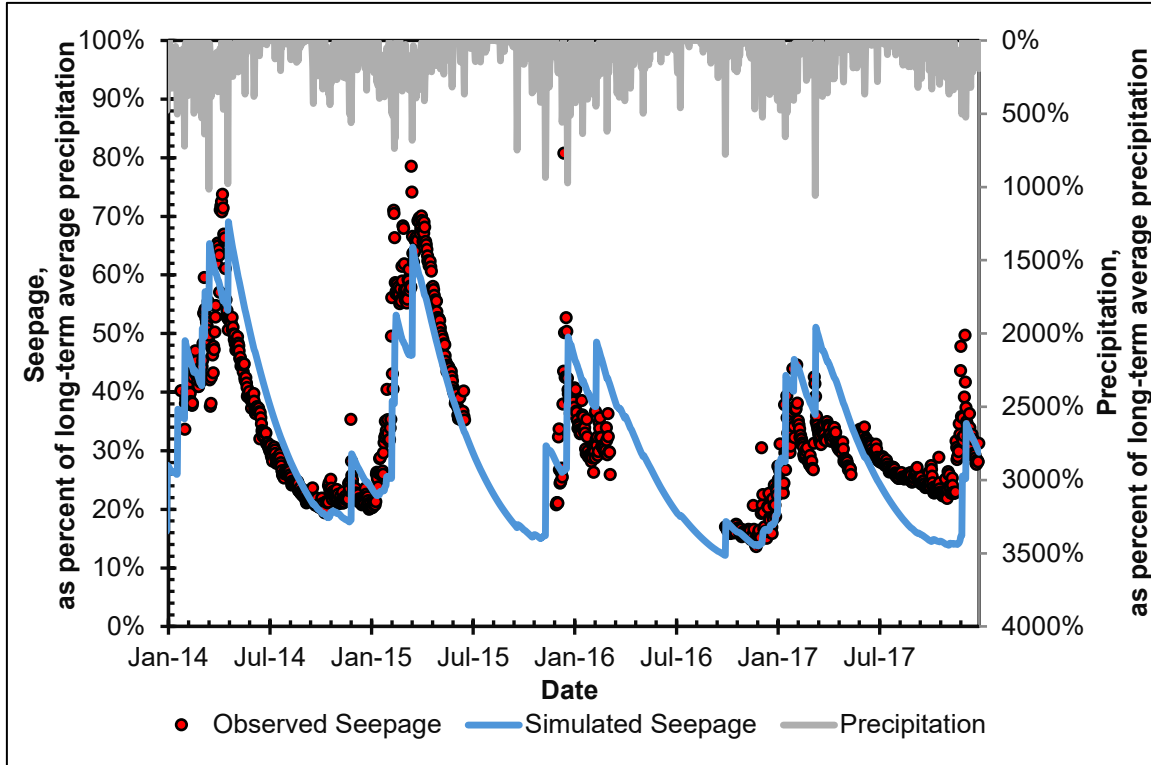 100%
90%
80%
70%
60%
50%
40%
30%
20%
10%
0%
Seepage,
as percent of long-term average precipitation
0%
500%
1000%
1500%
2000%
2500%
3000%
3500%
4000%
Precipitation,
as percent of long-term average precipitation
Jan-14 Jul-14 Jan-15 Jul-15 Jan-16 Jul-16 Jan-17 Jul-17
Date
Observed Seepage Simulated Seepage Precipitation